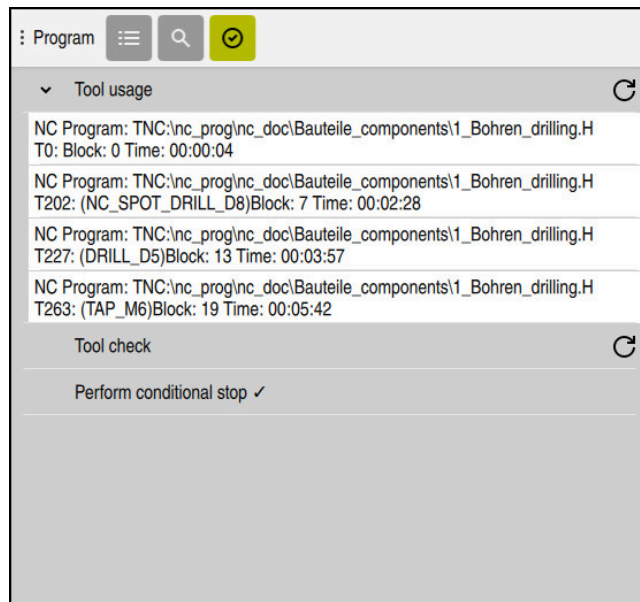 Program
Tool usage
NC Program: TNC:\nc_prog\nc_doc\Bauteile_components\1_Bohren_drilling.H
T0: Block: 0 Time: 00:00:04
NC Program: TNC:\nc_prog\nc_doc\Bauteile_components\1_Bohren_drilling.H
T202: (NC_SPOT_DRILL_D8)Block: 7 Time: 00:02:28
NC Program: TNC:\nc_prog\nc_doc\Bauteile_components\1_Bohren_drilling.H
T227: (DRILL_D5)Block: 13 Time: 00:03:57
NC Program: TNC:\nc_prog\nc_doc\Bauteile_components\1_Bohren_drilling.H
T263: (TAP_M6)Block: 19 Time: 00:05:42
Tool check
Perform conditional stop ✓